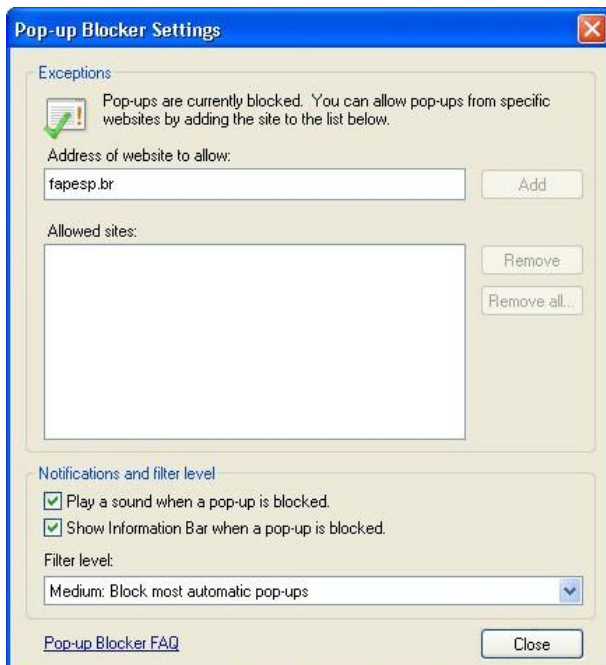 Pop-up Blocker Settings
Exceptions
Pop-ups are currently blocked. You can allow pop-ups from specific
websites by adding the site to the list below.
Address of website to allow:
fapesp.br
Add
Allowed sites:
Remove
Remove all...
Notifications and filter level
Play a sound when a pop-up is blocked.
Show Information Bar when a pop-up is blocked.
Filter level:
Medium: Block most automatic pop-ups
Pop-up Blocker FAQ
Close